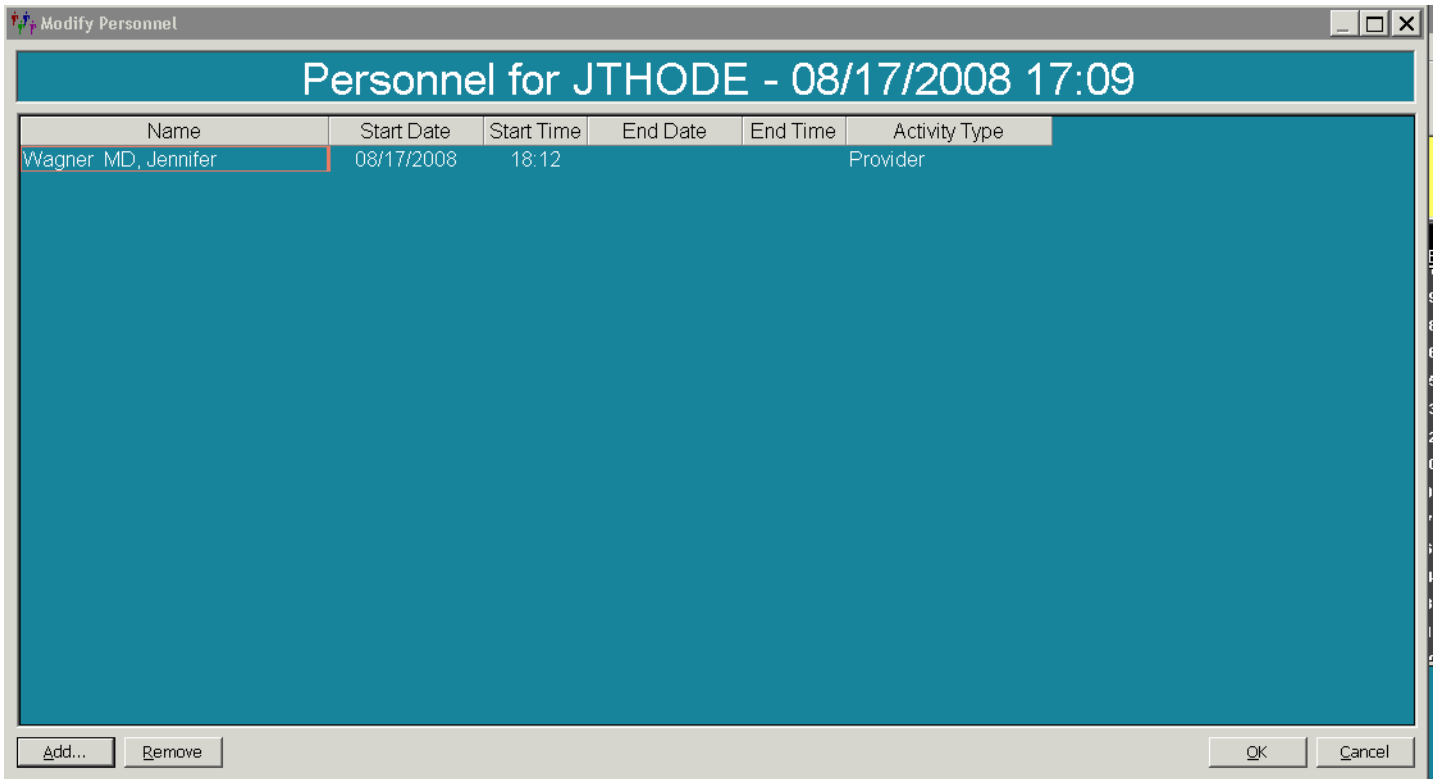 Modify Personnel
Personnel for JTHODE - 08/17/2008 17:09
Name Start Date Start Time End Date End Time Activity Type
Wagner MD, Jennifer 08/17/2008 18:12 Provider
Add... Remove OK Cancel